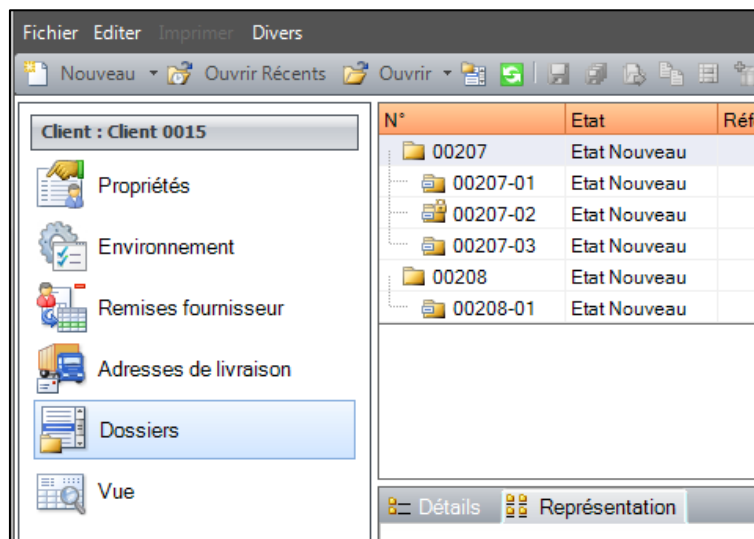 Fichier Editer Imprimer Divers
Nouveau Ouvrir Récents Ouvrir
Client : Client 0015
Propriétés
Environnement
Remises fournisseur
Adresses de livraison
Dossiers
Vue
N° Etat Réf
00207 Etat Nouveau
00207-01 Etat Nouveau
00207-02 Etat Nouveau
00207-03 Etat Nouveau
00208 Etat Nouveau
00208-01 Etat Nouveau
Détails Représentation